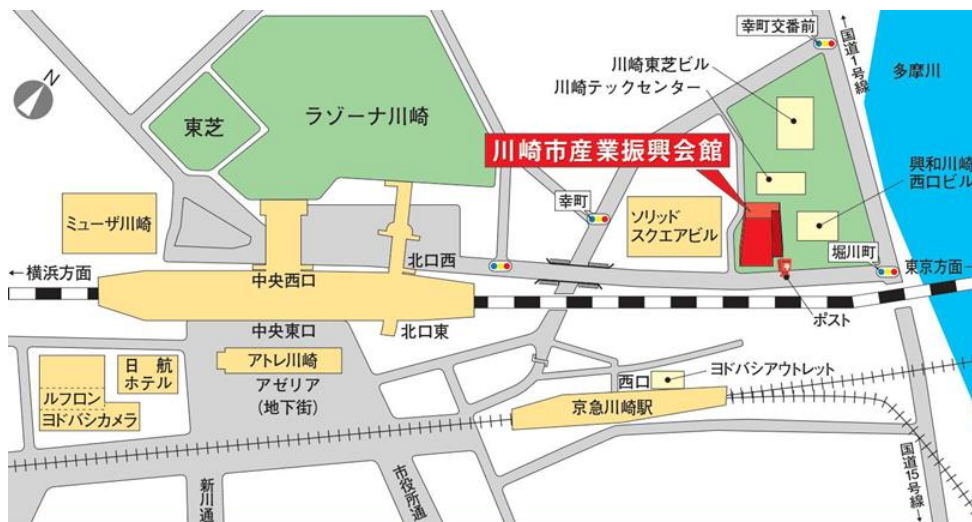 幸町交番前
←国道1号線
川崎東芝ビル
川崎テックセンター
多摩川
N
東芝
ラゾーナ川崎
川崎市産業振興会館
興和川崎
西口ビル
幸町
ミューザ川崎
ソリッド
スクエアビル
堀川町
北口西
←横浜方面
中央西口
東京方面→
ポスト
中央東口
北口東
日航
ホテル
アトレ川崎
ヨドバシアウトレット
西口
アゼリア
(地下街)
ルフロン
ヨドバシカメラ
京急川崎駅
新川通
市役所通
国道15号線→